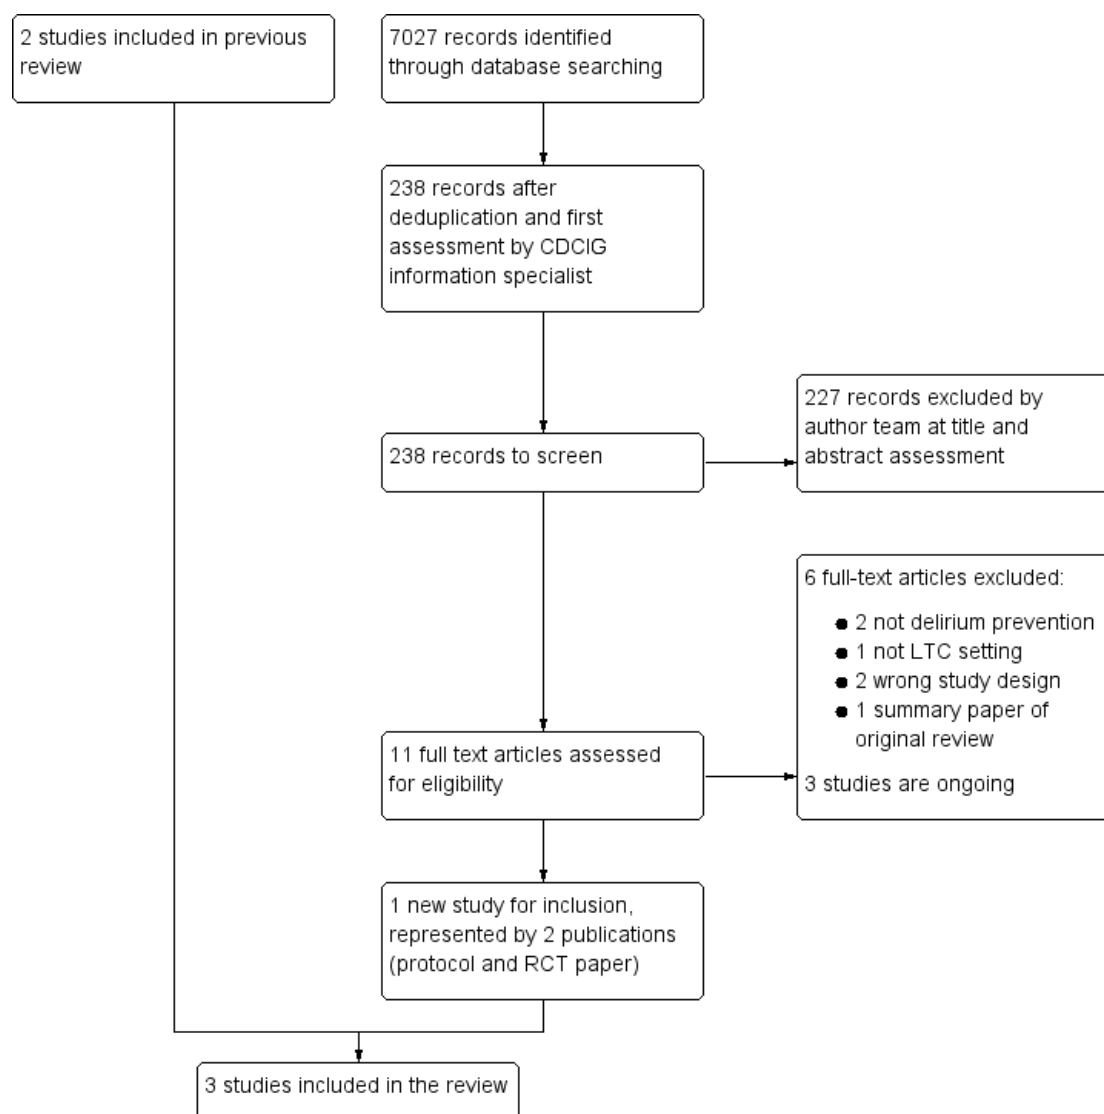 2 studies included in previous
review
7027 records identified
through database searching
238 records after
deduplication and first
assessment by CDCIG
information specialist
238 records to screen
227 records excluded by
author team at title and
abstract assessment
11 full text articles assessed
for eligibility
6 full-text articles excluded:
● 2 not delirium prevention
● 1 not LTC setting
● 2 wrong study design
● 1 summary paper of
original review
3 studies are ongoing
1 new study for inclusion,
represented by 2 publications
(protocol and RCT paper)
3 studies included in the review